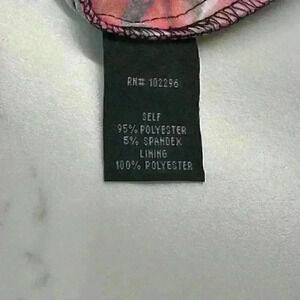 RN# 102296
SELF
95% POLYESTER
5% SPANDEX
LINING
100% POLYESTER